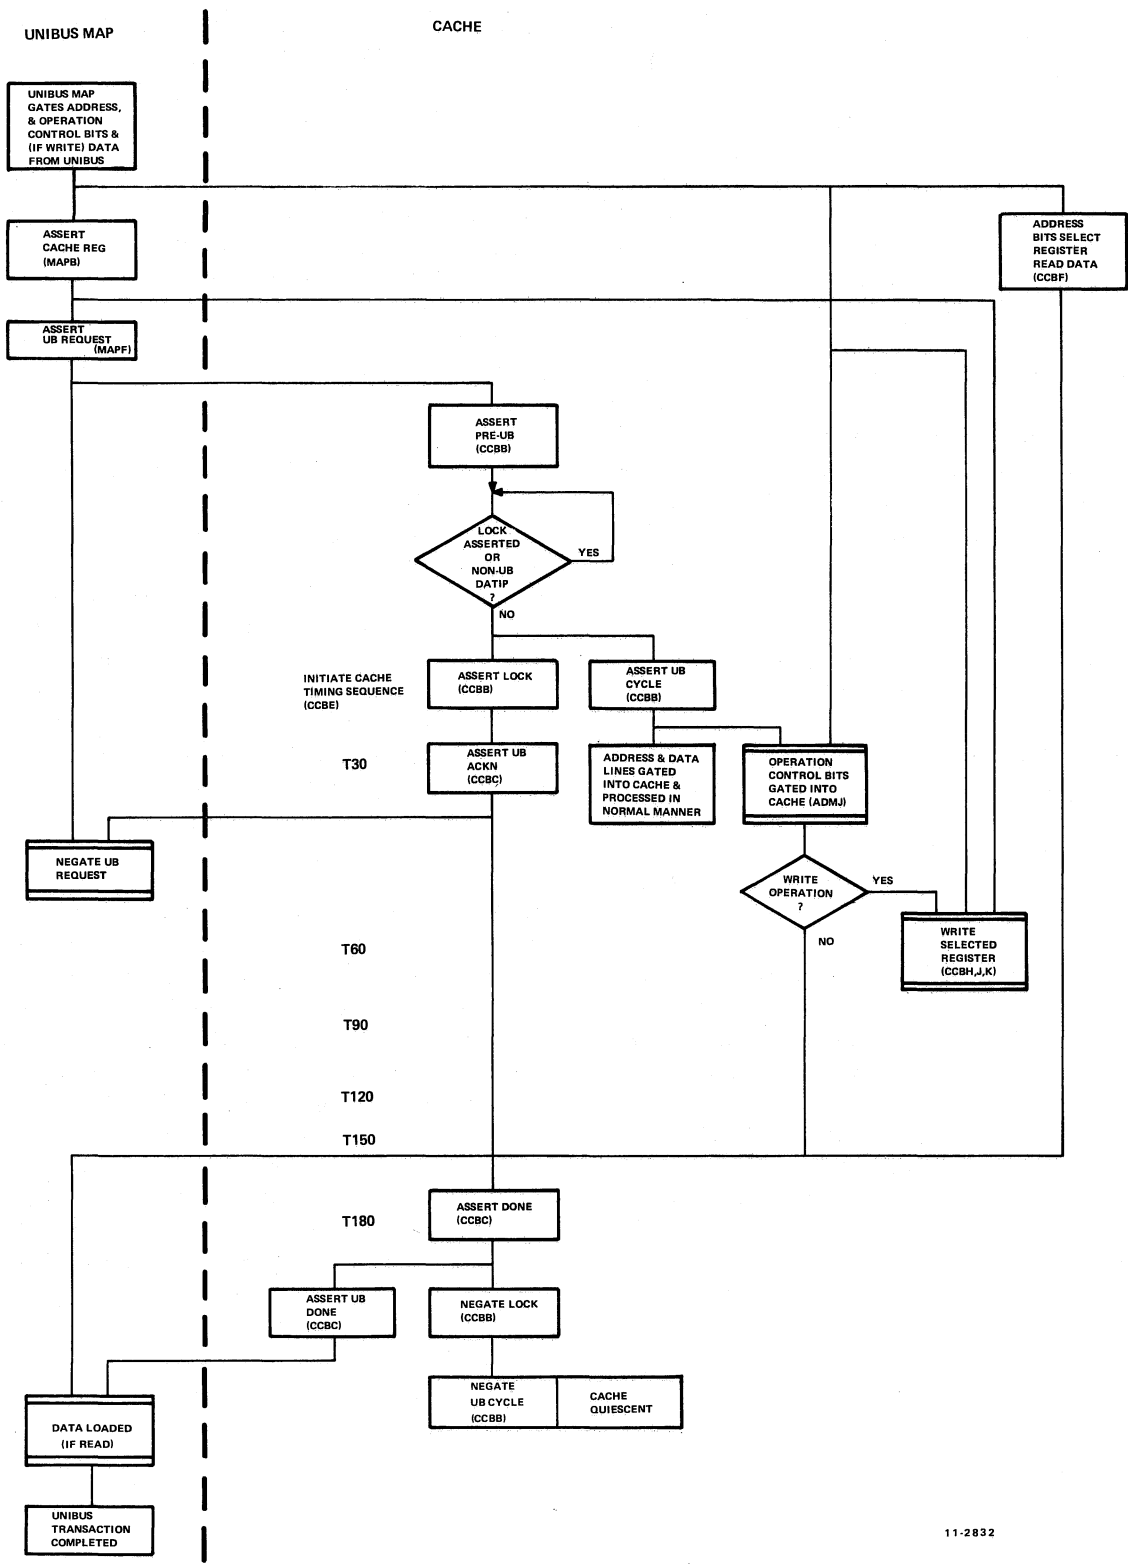 UNIBUS MAP
CACHE
UNIBUS MAP
GATES ADDRESS,
& OPERATION
CONTROL BITS &
(IF WRITE) DATA
FROM UNIBUS
ASSERT
CACHE REG
(MAPB)
ADDRESS
BITS SELECT
REGISTER
READ DATA
(CCBF)
ASSERT
UB REQUEST
(MAPF)
ASSERT
PRE-UB
(CCBB)
LOCK
ASSERTED
OR
NON-UB
DATIP
?
YES
NO
INITIATE CACHE
TIMING SEQUENCE
(CCBE)
ASSERT LOCK
(CCBB)
ASSERT UB
CYCLE
(CCBB)
T30
ASSERT UB
ACKN
(CCBC)
ADDRESS & DATA
LINES GATED
INTO CACHE &
PROCESSED IN
NORMAL MANNER
OPERATION
CONTROL BITS
GATED INTO
CACHE (ADMJ)
NEGATE UB
REQUEST
WRITE
OPERATION
?
YES
NO
WRITE
SELECTED
REGISTER
(CCBH,J,K)
T60
T90
T120
T150
T180
ASSERT DONE
(CCBC)
ASSERT UB
DONE
(CCBC)
NEGATE LOCK
(CCBB)
NEGATE
UB CYCLE
(CCBB)
CACHE
QUIESCENT
DATA LOADED
(IF READ)
UNIBUS
TRANSACTION
COMPLETED
11-2832